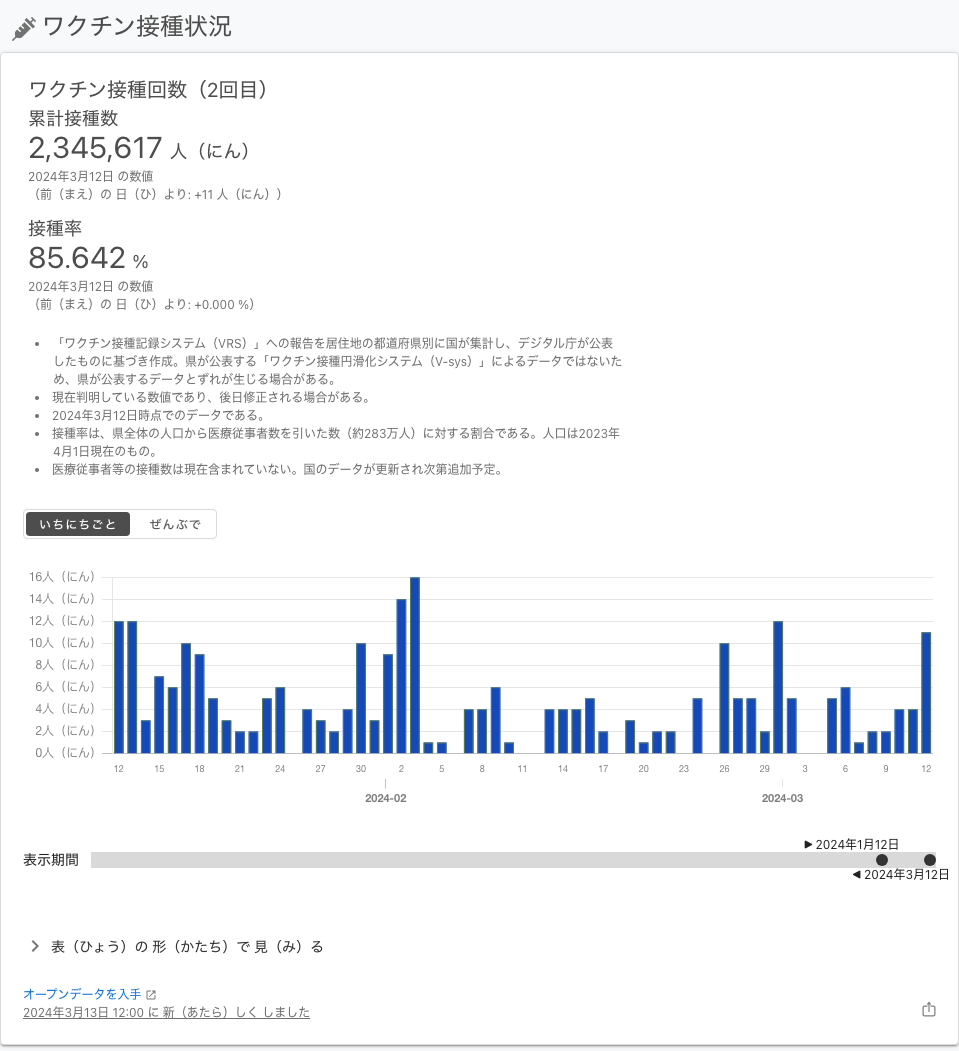 ワクチン接種状況
ワクチン接種回数（2回目）
累計接種数
2,345,617 人（にん）
2024年3月12日 の数値
（前（まえ）の 日（ひ）より: +11 人（にん））
接種率
85.642 %
2024年3月12日 の数値
（前（まえ）の 日（ひ）より: +0.000 %）
• 「ワクチン接種記録システム（VRS）」への報告を居住地の都道府県別に国が集計し、デジタル庁が公表
したものに基づき作成。県が公表する「ワクチン接種円滑化システム（V-sys）」によるデータではないた
め、県が公表するデータとずれが生じる場合がある。
• 現在判明している数値であり、後日修正される場合がある。
• 2024年3月12日時点でのデータである。
• 接種率は、県全体の人口から医療従事者数を引いた数（約283万人）に対する割合である。人口は2023年
4月1日現在のもの。
• 医療従事者等の接種数は現在含まれていない。国のデータが更新され次第追加予定。
いちにちごと ぜんぶで
16人（にん）
14人（にん）
12人（にん）
10人（にん）
8人（にん）
6人（にん）
4人（にん）
2人（にん）
0人（にん）
12 15 18 21 24 27 30 2 5 8 11 14 17 20 23 26 29 3 6 9 12
2024-02 2024-03
▶ 2024年1月12日
表示期間
◀ 2024年3月12日
表（ひょう）の 形（かたち）で 見（み）る
オープンデータを入手
2024年3月13日 12:00 に 新（あたら）しく しました